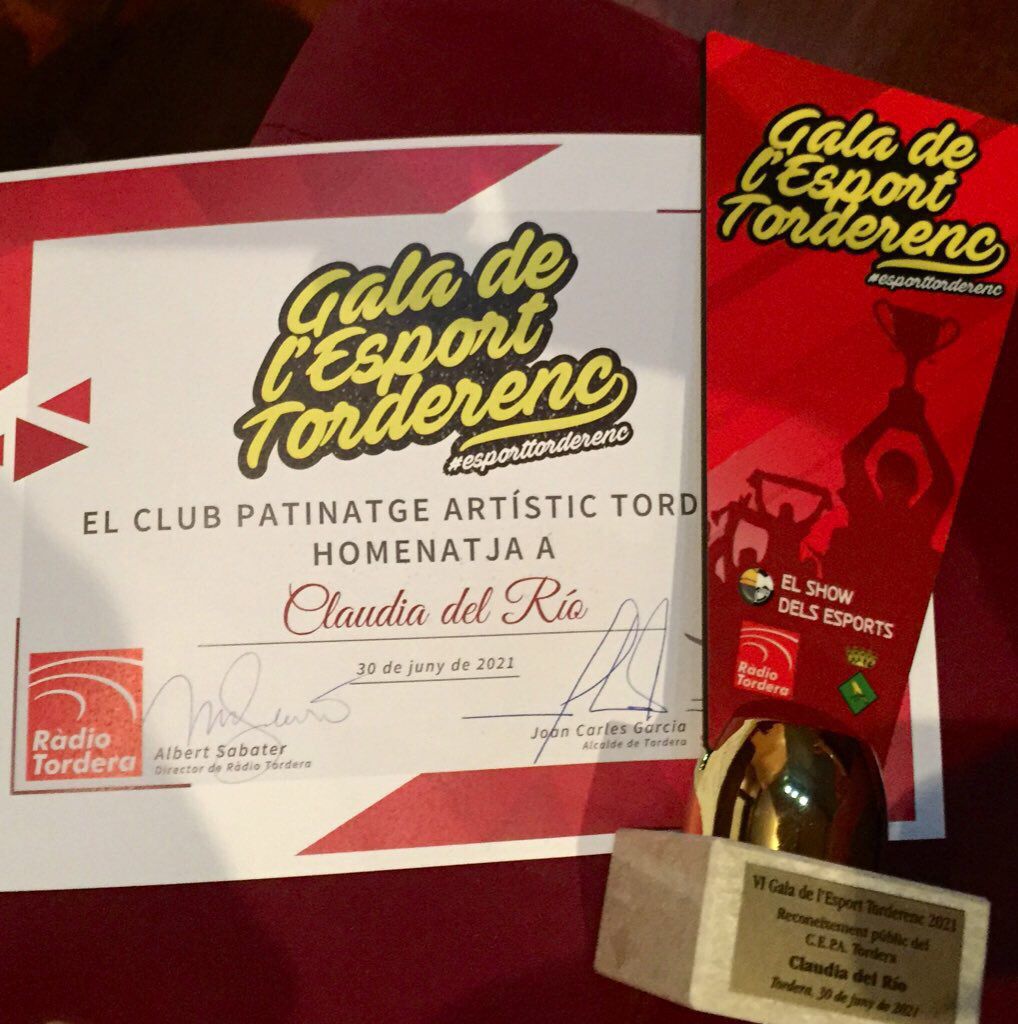 Gala de
l'Esport
Torderenc
#esporttorderenc
EL CLUB PATINATGE ARTÍSTIC TORD
HOMENATJA A
Claudia del Río
30 de juny de 2021
Ràdio
Tordera
Albert Sabater
Director de Ràdio Tordera
Joan Carles Garcia
Alcalde de Tordera
Gala de
l'Esport
Torderenc
#esporttorderenc
EL SHOW
DELS ESPORTS
Ràdio
Tordera
VI Gala de l'Esport Torderenc 2021
Reconeixement públic del
C.E.P.A. Tordera
Claudia del Río
Tordera, 30 de juny de 2021